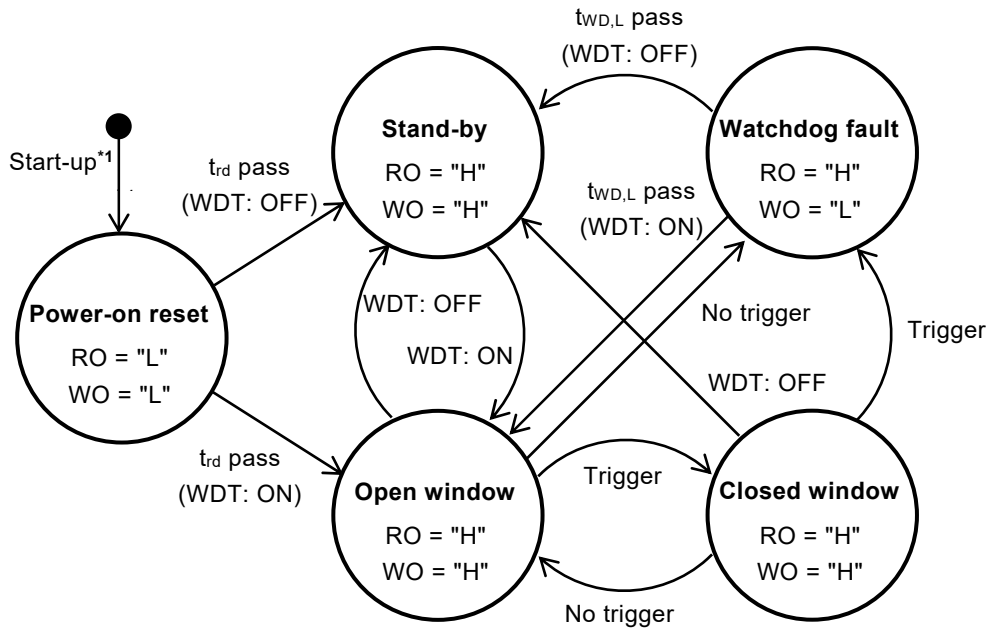 tWD,L pass
(WDT: OFF)
Start-up*1
trd pass
(WDT: OFF)
Stand-by
RO = "H"
WO = "H"
Watchdog fault
RO = "H"
WO = "L"
tWD,L pass
(WDT: ON)
Power-on reset
RO = "L"
WO = "L"
WDT: OFF
WDT: ON
No trigger
Trigger
WDT: OFF
trd pass
(WDT: ON)
Open window
RO = "H"
WO = "H"
Trigger
Closed window
RO = "H"
WO = "H"
No trigger